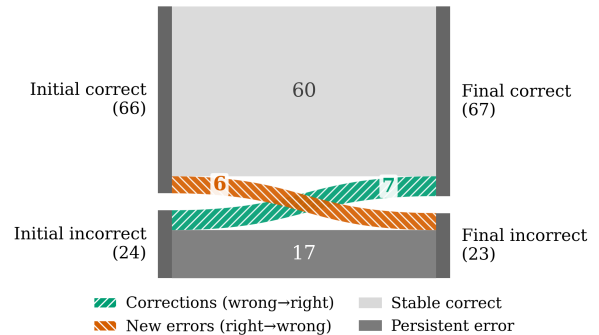 60
Initial correct
(66)
Final correct
(67)
6
7
Initial incorrect
(24)
17
Final incorrect
(23)
Corrections (wrong→right)
Stable correct
New errors (right→wrong)
Persistent error